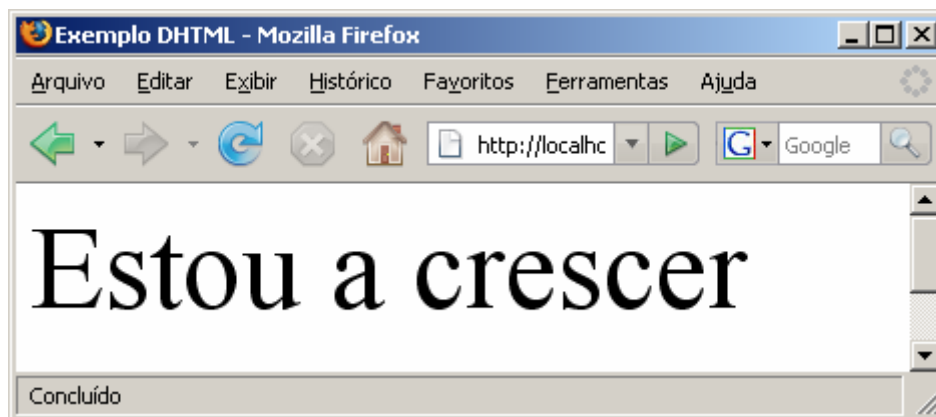 Exemplo DHTML - Mozilla Firefox
Arquivo Editar Exibir Histórico Favoritos Ferramentas Ajuda
http://localhc G Google
Estou a crescer
Concluído